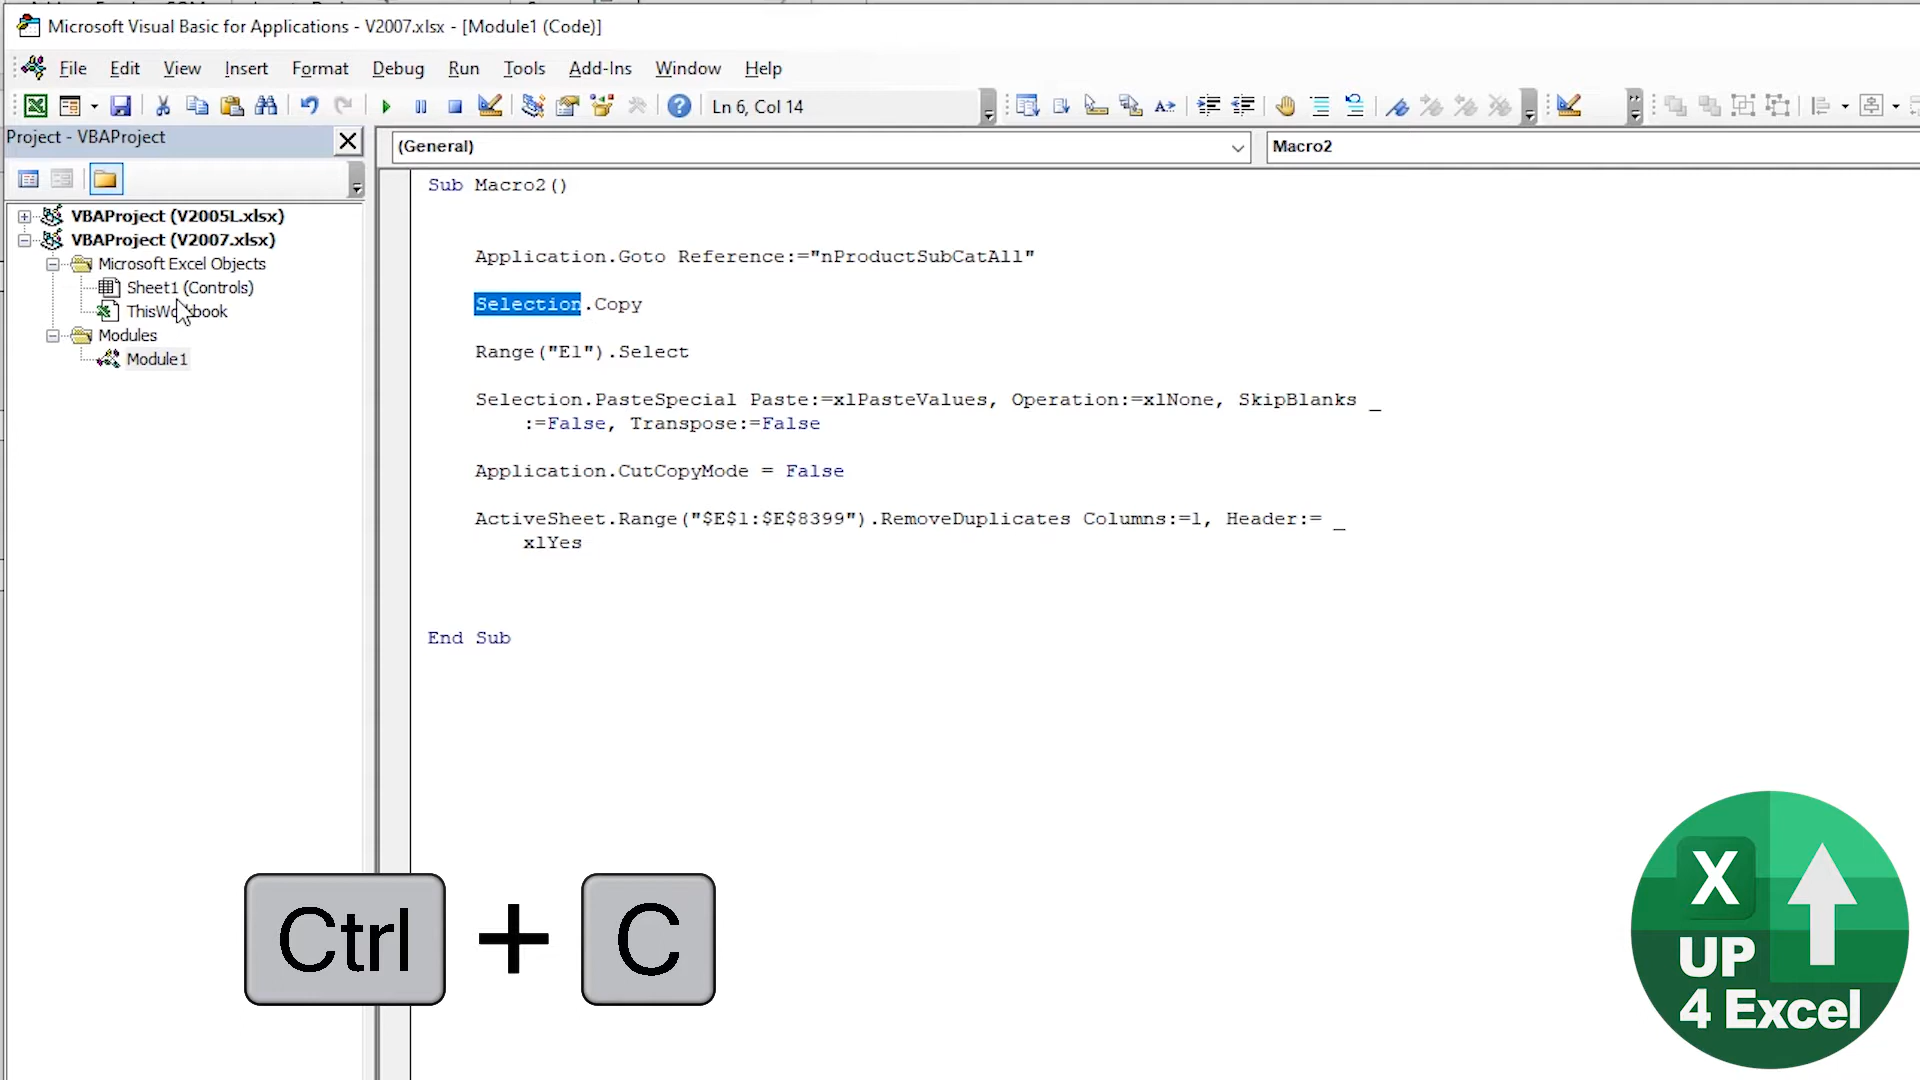 Microsoft Visual Basic for Applications - V2007.xlsx - [Module1 (Code)]
File Edit View Insert Format Debug Run Tools Add-Ins Window Help
Ln 6, Col 14
Project - VBAProject
(General)
Macro2
VBAProject (V2005L.xlsx)
VBAProject (V2007.xlsx)
Microsoft Excel Objects
Sheet1 (Controls)
ThisWorkbook
Modules
Module1
Sub Macro2()
Application.Goto Reference:="nProductSubCatAll"
Selection.Copy
Range("E1").Select
Selection.PasteSpecial Paste:=xlPasteValues, Operation:=xlNone, SkipBlanks _
:=False, Transpose:=False
Application.CutCopyMode = False
ActiveSheet.Range("$E$1:$E$8399").RemoveDuplicates Columns:=1, Header:= _
xlYes
End Sub
Ctrl + C
X
UP
4 Excel